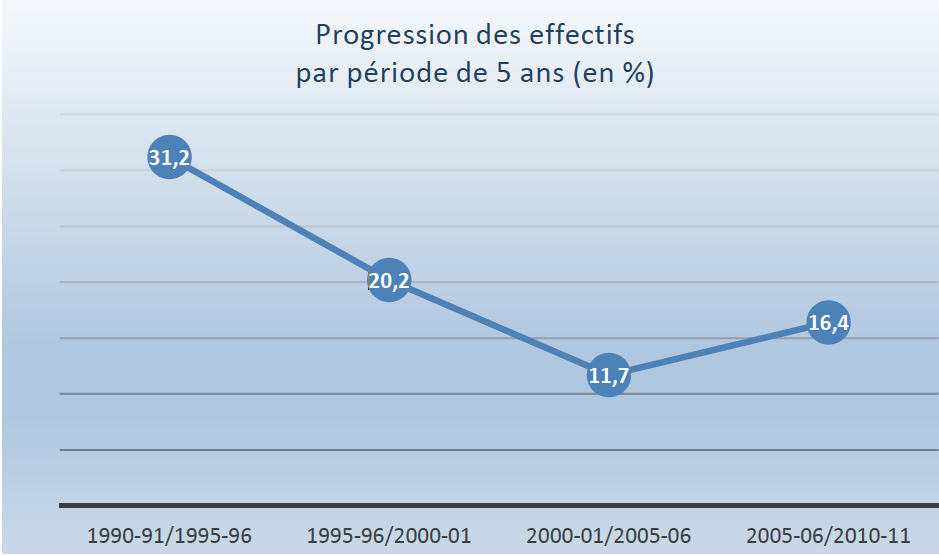 Progression des effectifs
par période de 5 ans (en %)
31,2
20,2
11,7
16,4
1990-91/1995-96 1995-96/2000-01 2000-01/2005-06 2005-06/2010-11